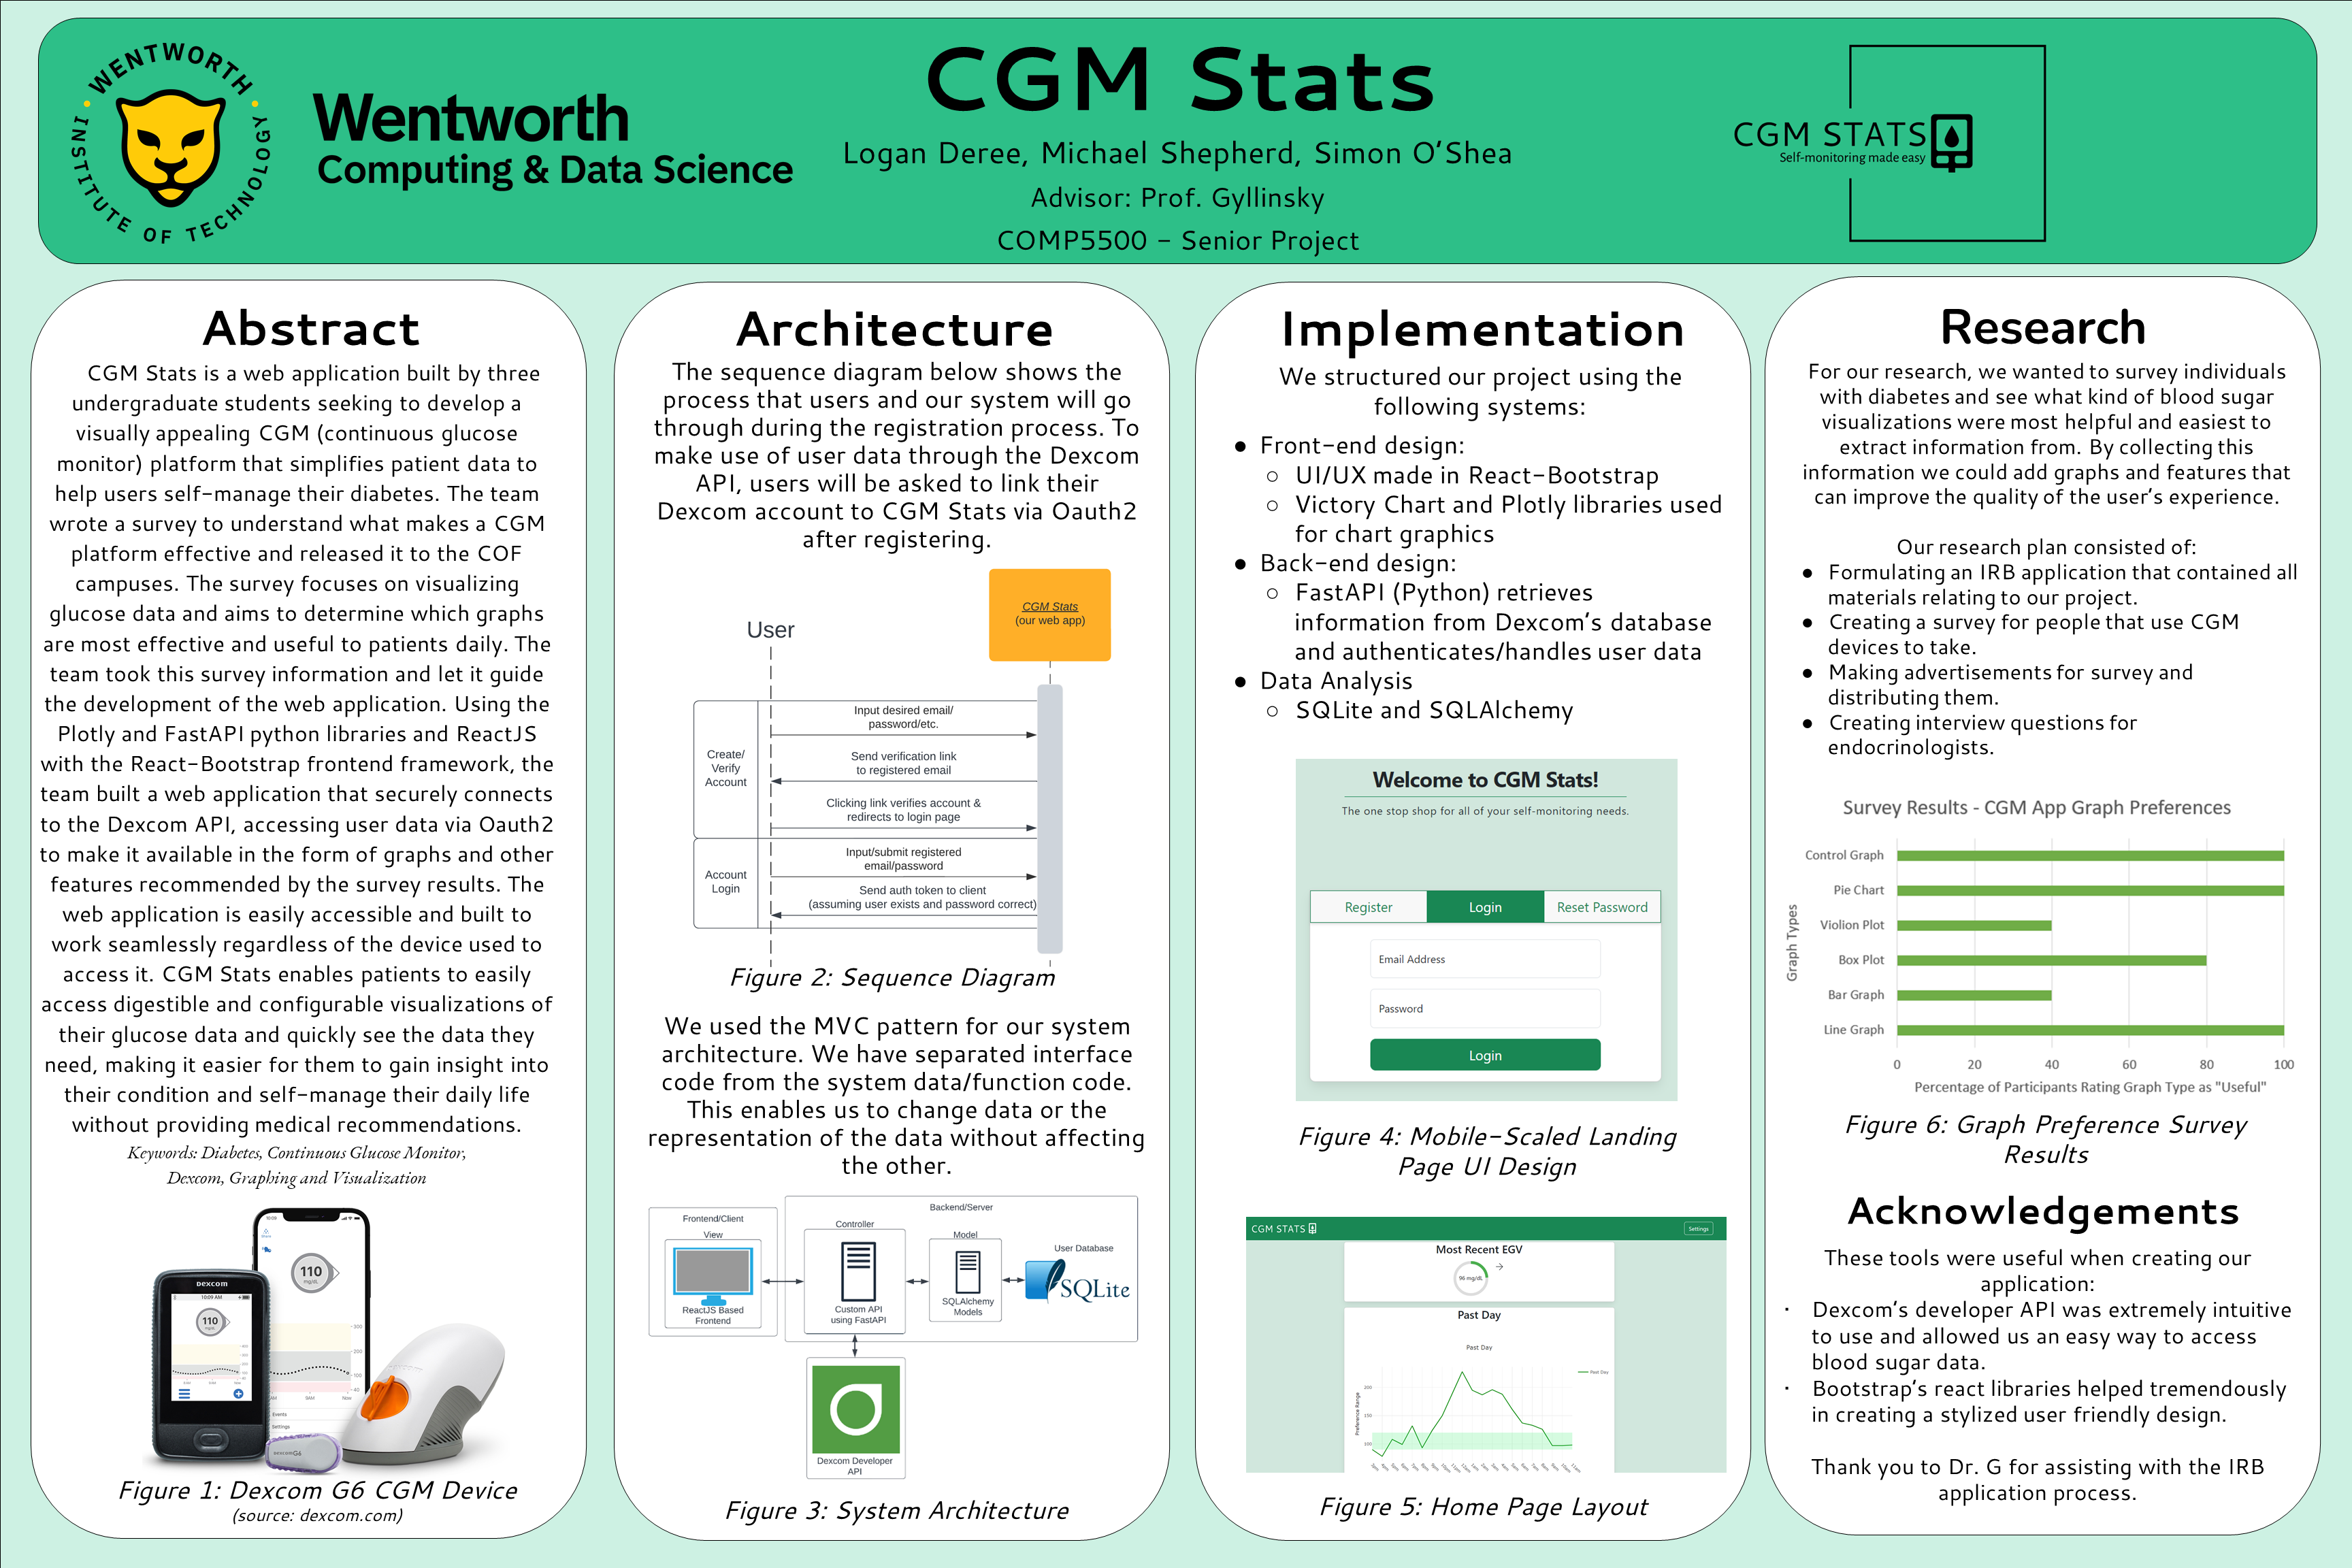 WENTWORTH
INSTITUTE OF TECHNOLOGY
Wentworth
Computing & Data Science
CGM Stats
Logan Deree, Michael Shepherd, Simon O'Shea
Advisor: Prof. Gyllinsky
COMP5500 - Senior Project
CGM STATS
Self-monitoring made easy
Abstract
CGM Stats is a web application built by three
undergraduate students seeking to develop a
visually appealing CGM (continuous glucose
monitor) platform that simplifies patient data to
help users self-manage their diabetes. The team
wrote a survey to understand what makes a CGM
platform effective and released it to the COF
campuses. The survey focuses on visualizing
glucose data and aims to determine which graphs
are most effective and useful to patients daily. The
team took this survey information and let it guide
the development of the web application. Using the
Plotly and FastAPI python libraries and ReactJS
with the React-Bootstrap frontend framework, the
team built a web application that securely connects
to the Dexcom API, accessing user data via Oauth2
to make it available in the form of graphs and other
features recommended by the survey results. The
web application is easily accessible and built to
work seamlessly regardless of the device used to
access it. CGM Stats enables patients to easily
access digestible and configurable visualizations of
their glucose data and quickly see the data they
need, making it easier for them to gain insight into
their condition and self-manage their daily life
without providing medical recommendations.
Keywords: Diabetes, Continuous Glucose Monitor,
Dexcom, Graphing and Visualization
110
mg/dL
dexcom
10:09 AM
110
300
200
100
40
9AM
Now
Events
Settings
dexcom G6
Figure 1: Dexcom G6 CGM Device
(source: dexcom.com)
Architecture
The sequence diagram below shows the
process that users and our system will go
through during the registration process. To
make use of user data through the Dexcom
API, users will be asked to link their
Dexcom account to CGM Stats via Oauth2
after registering.
CGM Stats
(our web app)
User
Create/
Verify
Account
Input desired email/
password/etc.
Send verification link
to registered email
Clicking link verifies account &
redirects to login page
Account
Login
Input/submit registered
email/password
Send auth token to client
(assuming user exists and password correct)
Figure 2: Sequence Diagram
We used the MVC pattern for our system
architecture. We have separated interface
code from the system data/function code.
This enables us to change data or the
representation of the data without affecting
the other.
Frontend/Client
View
ReactJS Based
Frontend
Backend/Server
Controller
Custom API
using FastAPI
Model
SQLAlchemy
Models
User Database
SQLite
Dexcom Developer
API
Figure 3: System Architecture
Implementation
We structured our project using the
following systems:
● Front-end design:
○ UI/UX made in React-Bootstrap
○ Victory Chart and Plotly libraries used
for chart graphics
● Back-end design:
○ FastAPI (Python) retrieves
information from Dexcom's database
and authenticates/handles user data
● Data Analysis
○ SQLite and SQLAlchemy
Welcome to CGM Stats!
The one stop shop for all of your self-monitoring needs.
Register Login Reset Password
Email Address
Password
Login
Figure 4: Mobile-Scaled Landing
Page UI Design
CGM STATS
Settings
Most Recent EGV
96 mg/dL
Past Day
Past Day
Past Day
Preference Range
200
150
100
Figure 5: Home Page Layout
Research
For our research, we wanted to survey individuals
with diabetes and see what kind of blood sugar
visualizations were most helpful and easiest to
extract information from. By collecting this
information we could add graphs and features that
can improve the quality of the user's experience.
Our research plan consisted of:
● Formulating an IRB application that contained all
materials relating to our project.
● Creating a survey for people that use CGM
devices to take.
● Making advertisements for survey and
distributing them.
● Creating interview questions for
endocrinologists.
Survey Results - CGM App Graph Preferences
Graph Types
Control Graph
Pie Chart
Violion Plot
Box Plot
Bar Graph
Line Graph
0 20 40 60 80 100
Percentage of Participants Rating Graph Type as "Useful"
Figure 6: Graph Preference Survey
Results
Acknowledgements
These tools were useful when creating our
application:
· Dexcom's developer API was extremely intuitive
to use and allowed us an easy way to access
blood sugar data.
· Bootstrap's react libraries helped tremendously
in creating a stylized user friendly design.
Thank you to Dr. G for assisting with the IRB
application process.